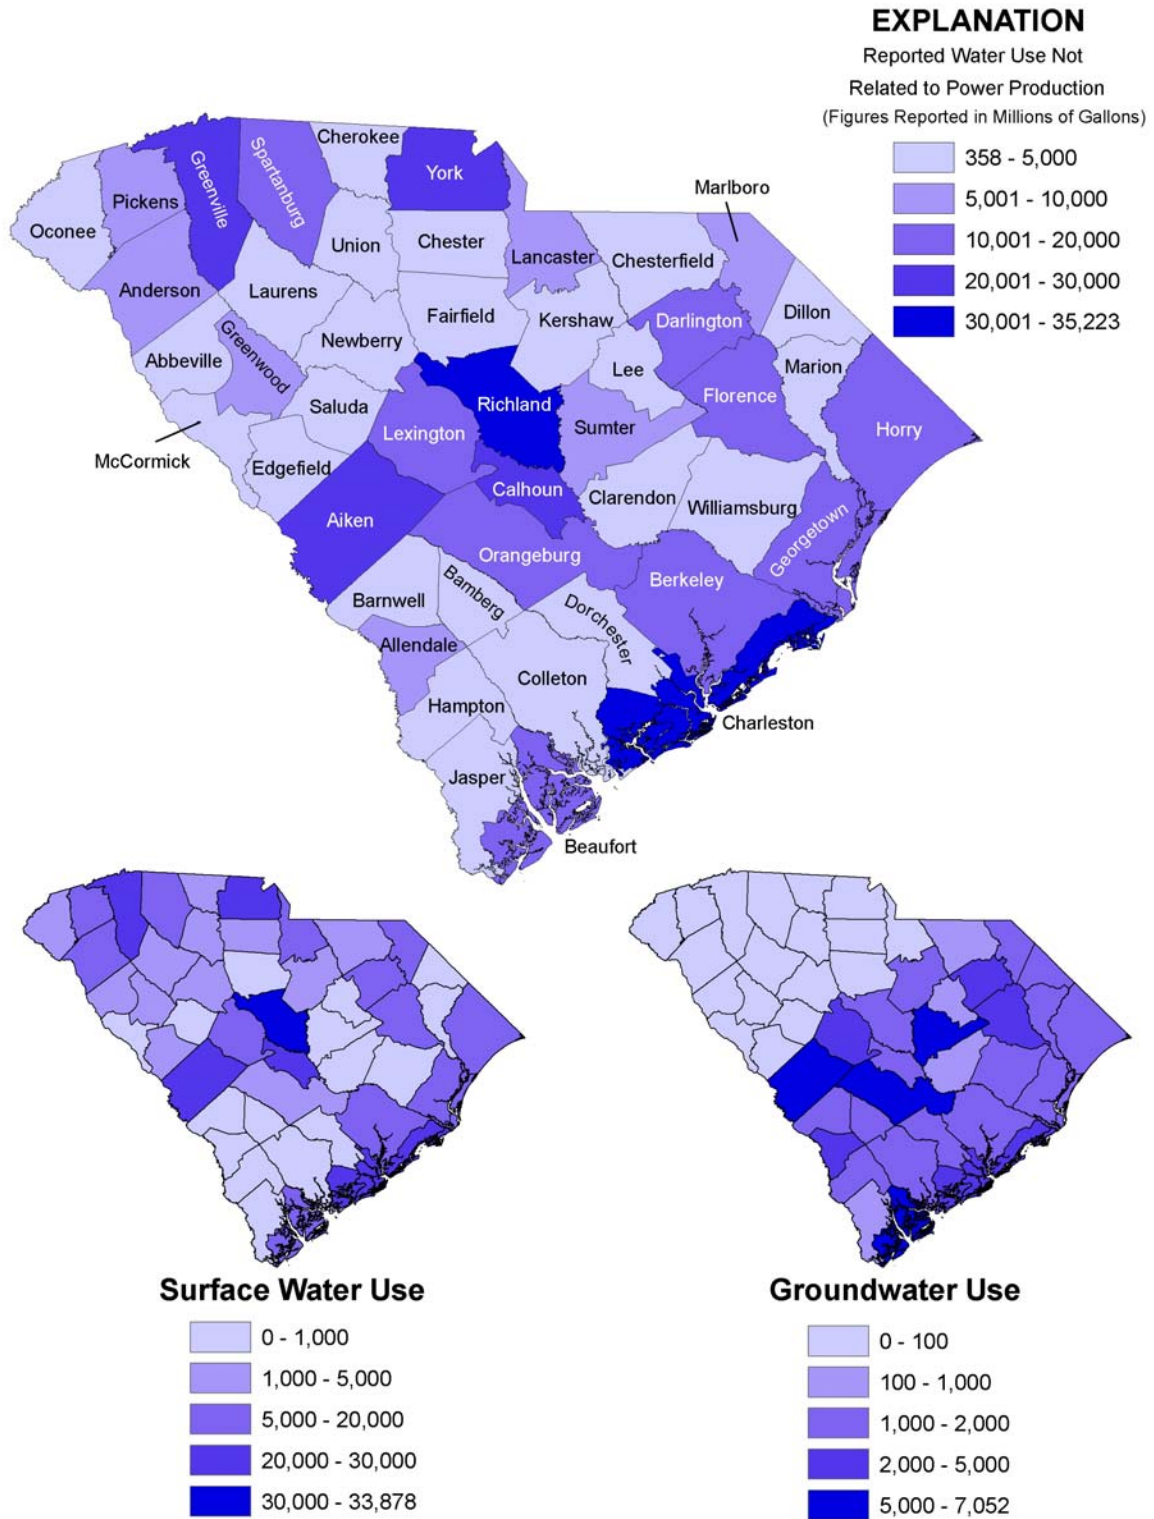 EXPLANATION
Reported Water Use Not
Related to Power Production
(Figures Reported in Millions of Gallons)
358 - 5,000
5,001 - 10,000
10,001 - 20,000
20,001 - 30,000
30,001 - 35,223
Cherokee
Spartanburg
Greenville
York
Marlboro
Pickens
Oconee
Union
Chester
Lancaster
Chesterfield
Anderson
Laurens
Fairfield
Kershaw
Darlington
Dillon
Greenwood
Newberry
Abbeville
Lee
Marion
Saluda
Richland
Florence
Lexington
Sumter
Horry
McCormick
Edgefield
Calhoun
Clarendon
Williamsburg
Aiken
Georgetown
Orangeburg
Berkeley
Barnwell
Bamberg
Dorchester
Allendale
Colleton
Hampton
Charleston
Jasper
Beaufort
Surface Water Use
0 - 1,000
1,000 - 5,000
5,000 - 20,000
20,000 - 30,000
30,000 - 33,878
Groundwater Use
0 - 100
100 - 1,000
1,000 - 2,000
2,000 - 5,000
5,000 - 7,052